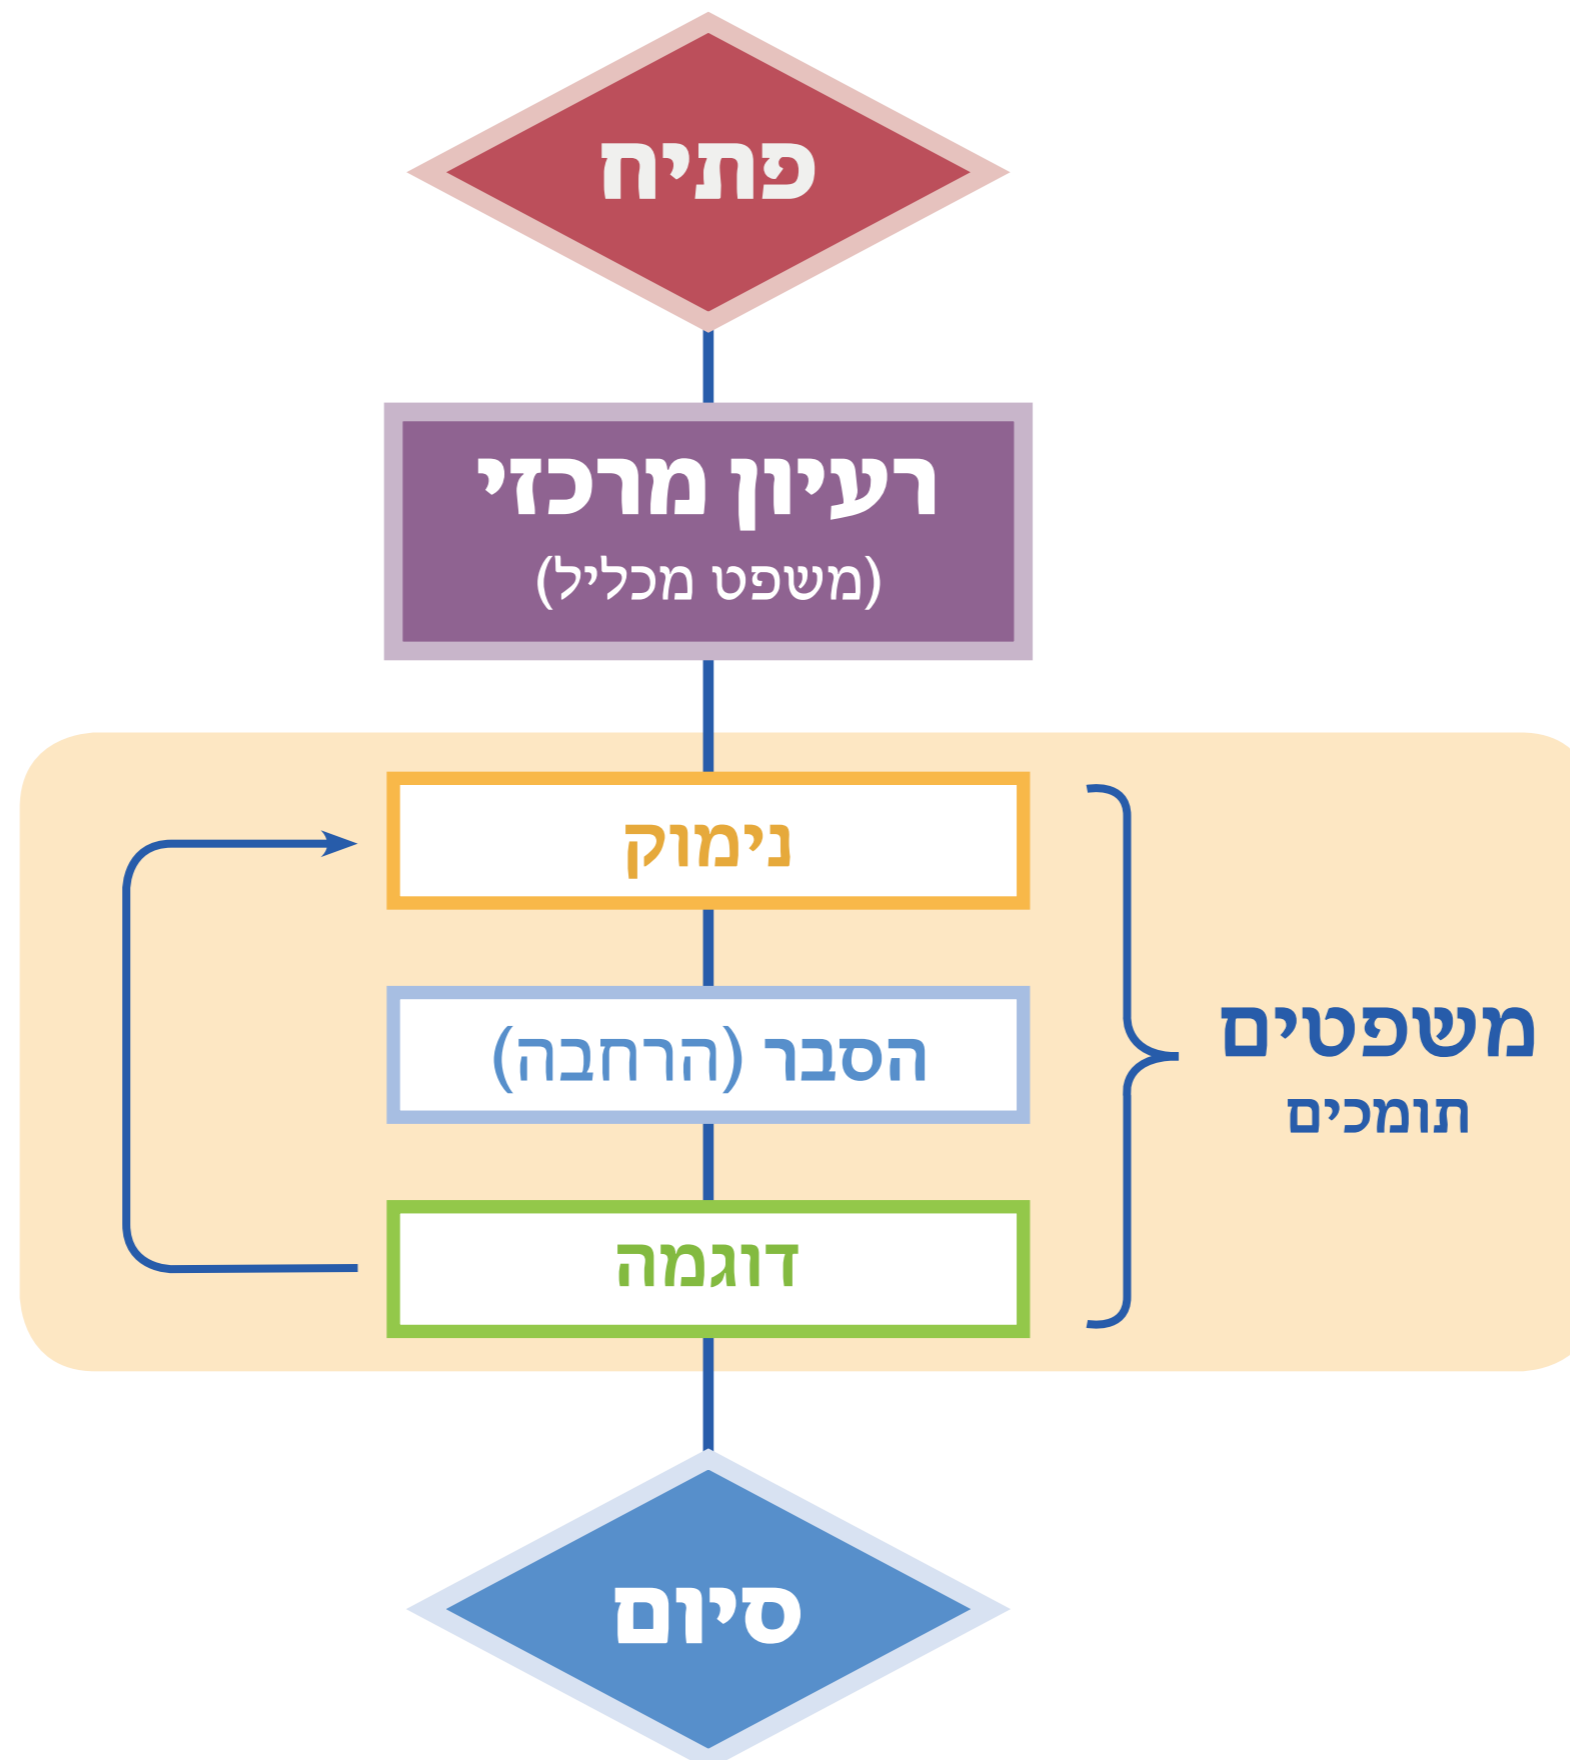 פתיח
רעיון מרכזי
(משפט מכליל)
נימוק
הסבר (הרחבה)
דוגמה
משפטים
תומכים
סיום